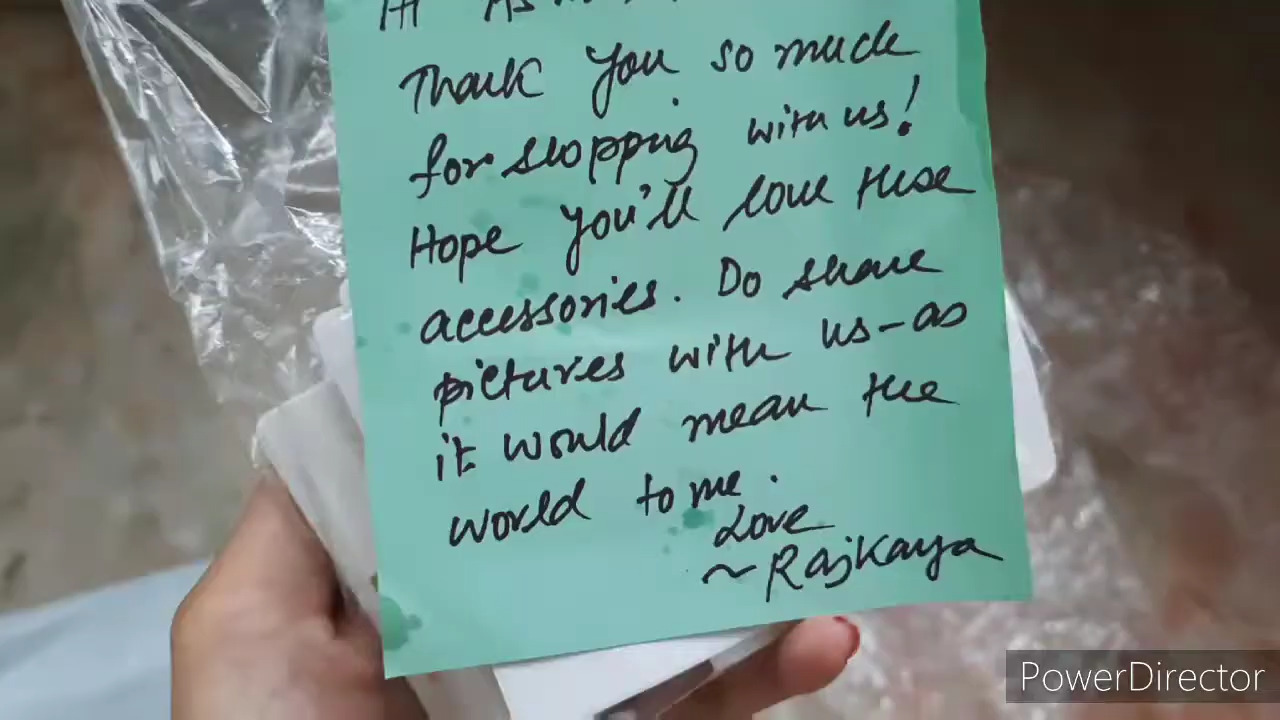 Thank you so much
for shopping with us!
Hope you'll love these
accessories. Do share
pictures with us - as
it would mean the
world to me.
Love
~ Rajkaya
PowerDirector